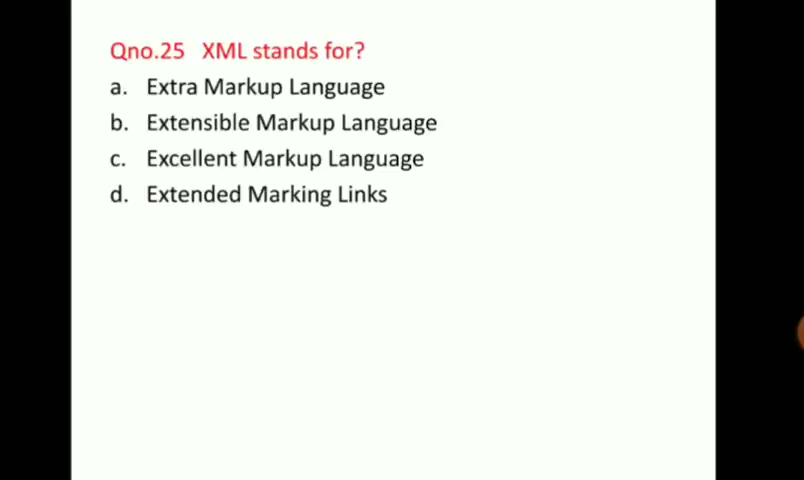 Qno.25 XML stands for?
a. Extra Markup Language
b. Extensible Markup Language
c. Excellent Markup Language
d. Extended Marking Links